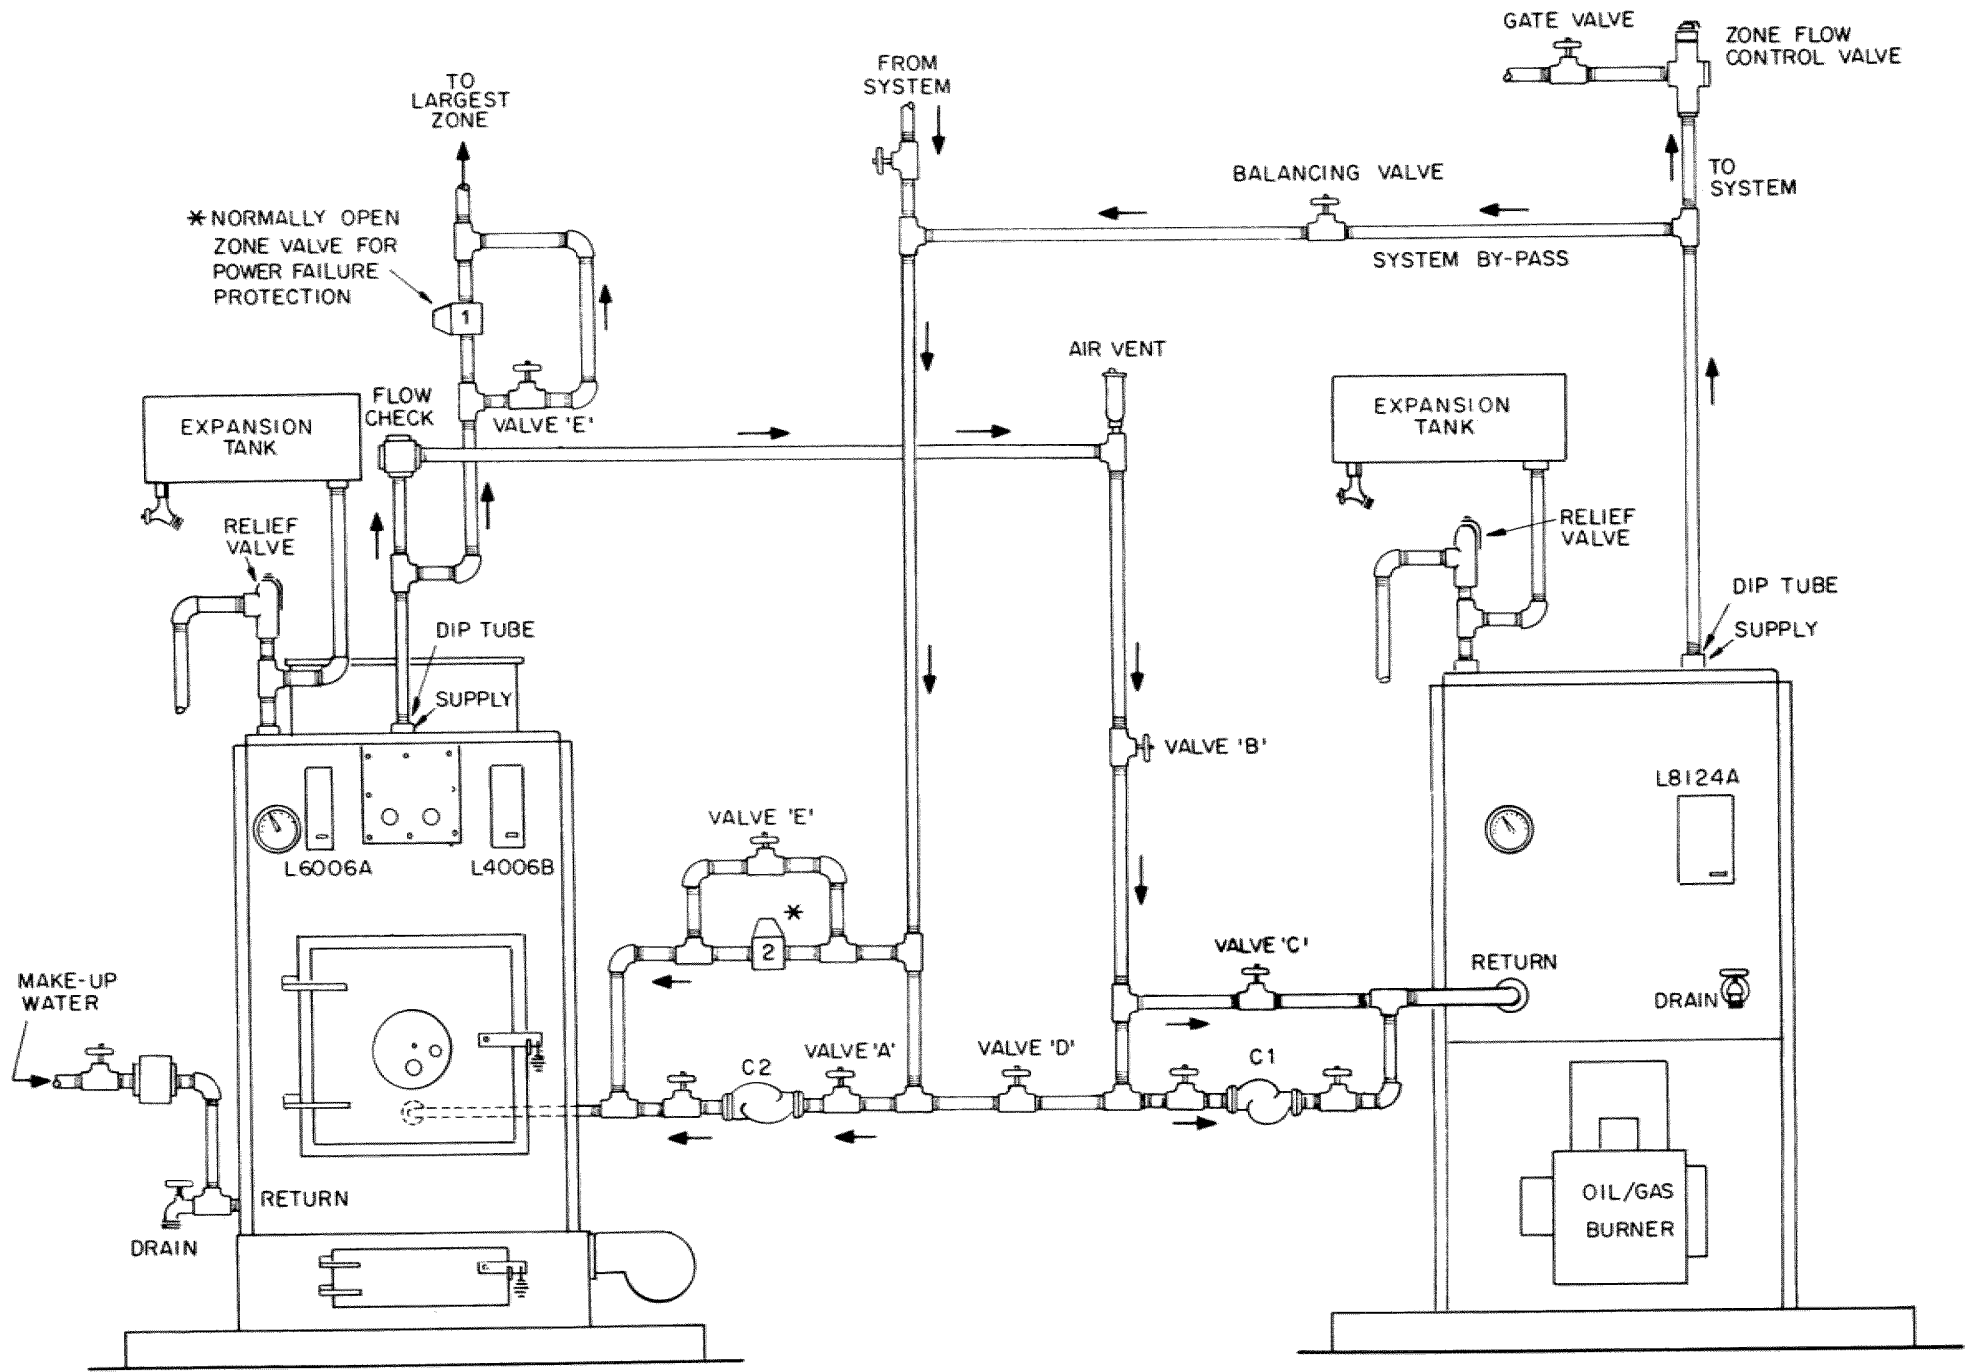 GATE VALVE
ZONE FLOW
CONTROL VALVE
FROM
SYSTEM
TO
LARGEST
ZONE
BALANCING VALVE
TO
SYSTEM
*NORMALLY OPEN
ZONE VALVE FOR
POWER FAILURE
PROTECTION
SYSTEM BY-PASS
1
AIR VENT
FLOW
CHECK
EXPANSION
TANK
VALVE 'E'
EXPANSION
TANK
RELIEF
VALVE
RELIEF
VALVE
DIP TUBE
SUPPLY
DIP TUBE
SUPPLY
VALVE 'B'
L8124A
VALVE 'E'
L6006A
L4006B
*
2
VALVE 'C'
RETURN
DRAIN
MAKE-UP
WATER
C2
VALVE 'A'
VALVE 'D'
C1
RETURN
DRAIN
OIL/GAS
BURNER